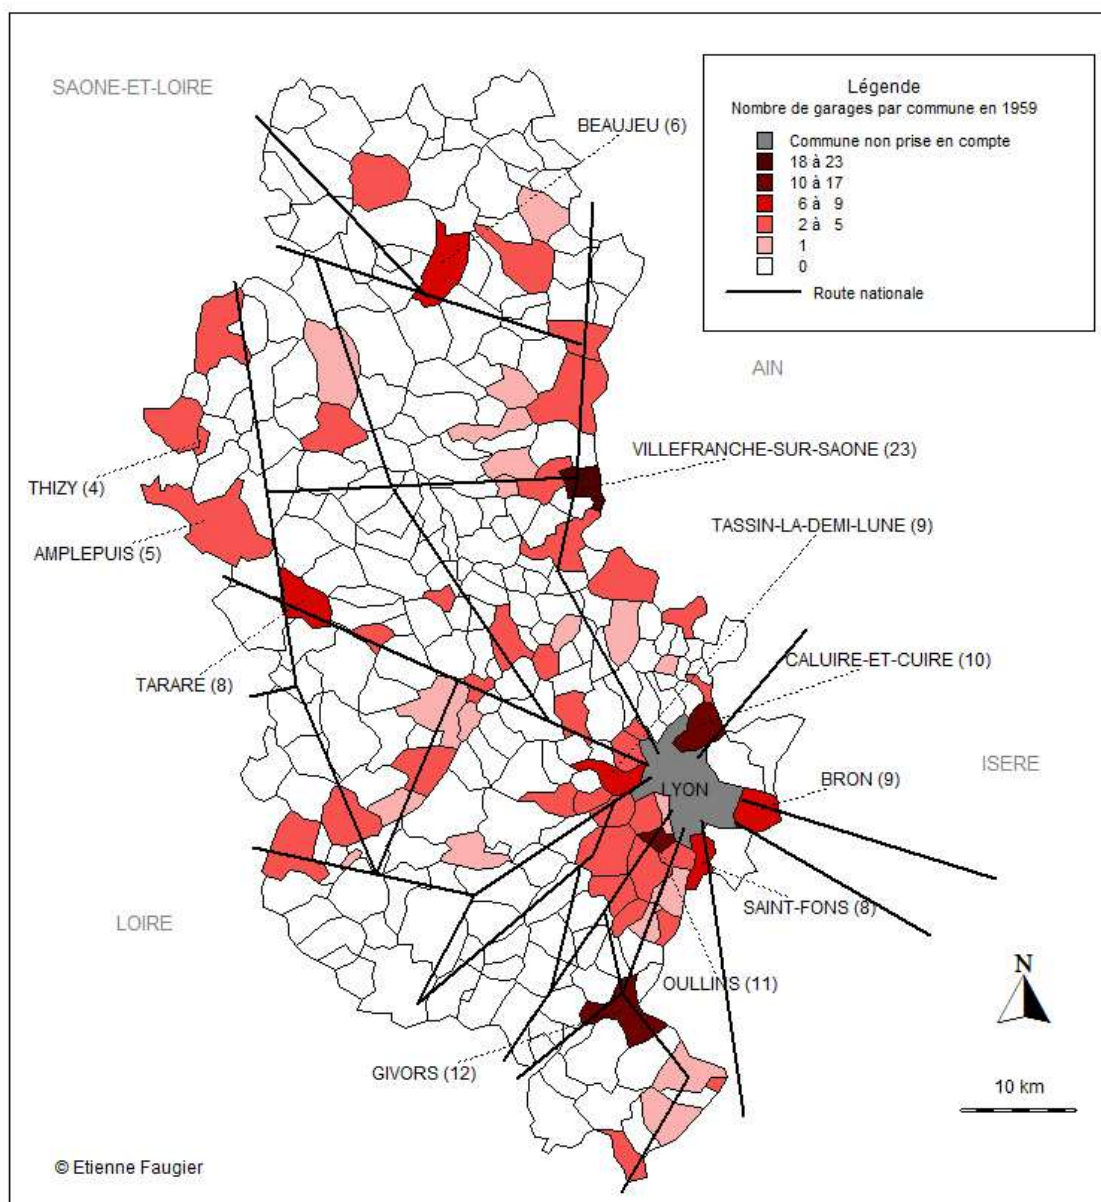 SAONE-ET-LOIRE
Légende
Nombre de garages par commune en 1959
Commune non prise en compte
18 à 23
10 à 17
6 à 9
2 à 5
1
0
Route nationale
BEAUJEU (6)
AIN
VILLEFRANCHE-SUR-SAONE (23)
THIZY (4)
TASSIN-LA-DEMI-LUNE (9)
AMPLEPUIS (5)
CALUIRE-ET-CUIRE (10)
TARARE (8)
ISERE
BRON (9)
LYON
SAINT-FONS (8)
LOIRE
N
OULLINS (11)
GIVORS (12)
10 km
© Etienne Faugier